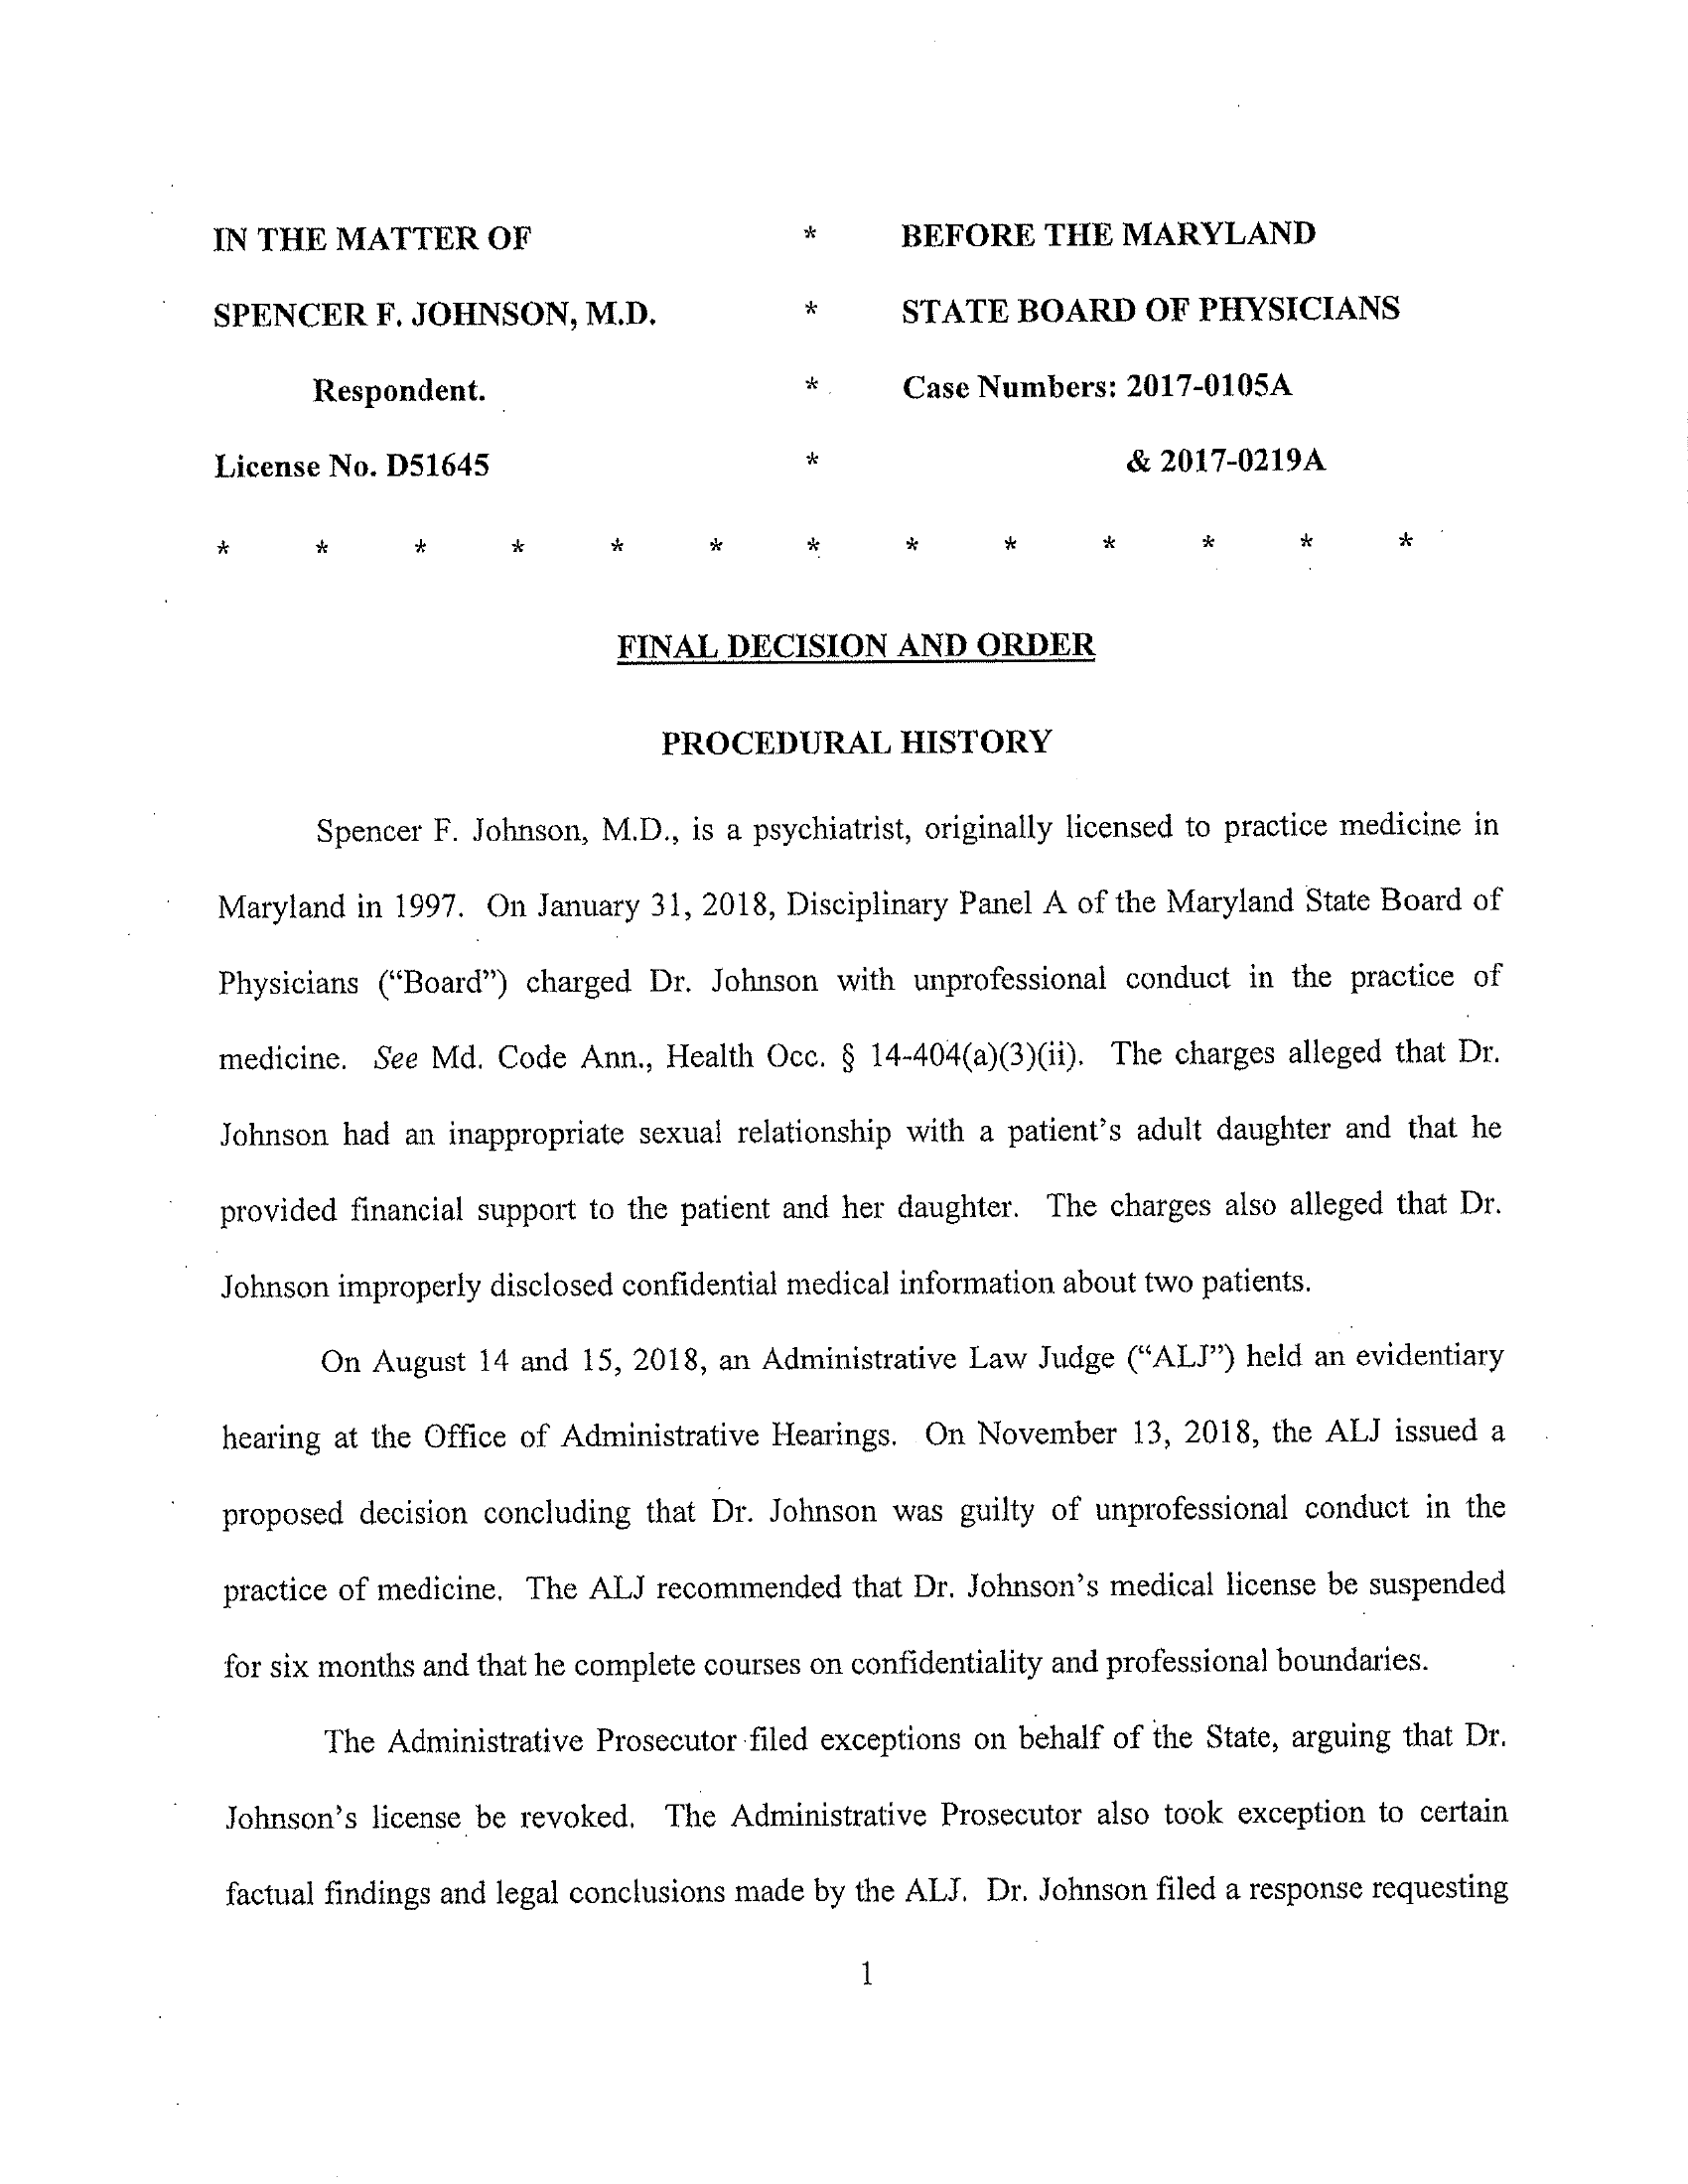 IN THE MATTER OF * BEFORE THE MARYLAND
SPENCER F. JOHNSON, M.D. * STATE BOARD OF PHYSICIANS
Respondent. * Case Numbers: 2017-0105A
License No. D51645 * & 2017-0219A
* * * * * * * * * * * * *
FINAL DECISION AND ORDER
PROCEDURAL HISTORY
Spencer F. Johnson, M.D., is a psychiatrist, originally licensed to practice medicine in
Maryland in 1997. On January 31, 2018, Disciplinary Panel A of the Maryland State Board of
Physicians (“Board”) charged Dr. Johnson with unprofessional conduct in the practice of
medicine. See Md. Code Ann., Health Occ. § 14-404(a)(3)(ii). The charges alleged that Dr.
Johnson had an inappropriate sexual relationship with a patient’s adult daughter and that he
provided financial support to the patient and her daughter. The charges also alleged that Dr.
Johnson improperly disclosed confidential medical information about two patients.
On August 14 and 15, 2018, an Administrative Law Judge (“ALJ”) held an evidentiary
hearing at the Office of Administrative Hearings. On November 13, 2018, the ALJ issued a
proposed decision concluding that Dr. Johnson was guilty of unprofessional conduct in the
practice of medicine. The ALJ recommended that Dr. Johnson’s medical license be suspended
for six months and that he complete courses on confidentiality and professional boundaries.
The Administrative Prosecutor filed exceptions on behalf of the State, arguing that Dr.
Johnson’s license be revoked. The Administrative Prosecutor also took exception to certain
factual findings and legal conclusions made by the ALJ. Dr. Johnson filed a response requesting
1